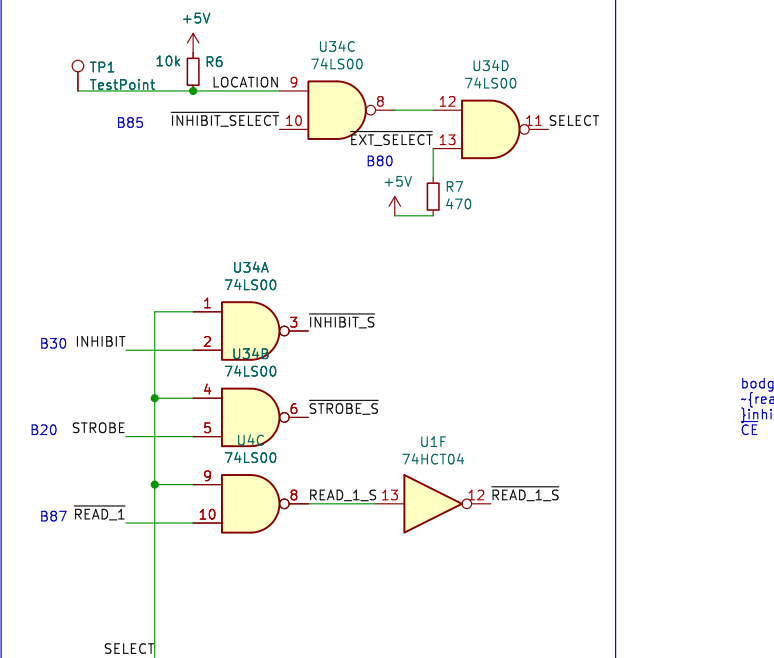 +5V
U34C
74LS00
U34D
74LS00
TP1
TestPoint
10k R6
LOCATION 9
8
12
B85
INHIBIT_SELECT 10
11 SELECT
EXT_SELECT 13
B80
+5V
R7
470
U34A
74LS00
1
3 INHIBIT_S
B30 INHIBIT 2
U34B
74LS00
4
6 STROBE_S
B20 STROBE 5
U4C
74LS00
U1F
74HCT04
9
8 READ_1_S 13
12 READ_1_S
B87 READ_1 10
SELECT
bodg
~{rea
}inhi
CE